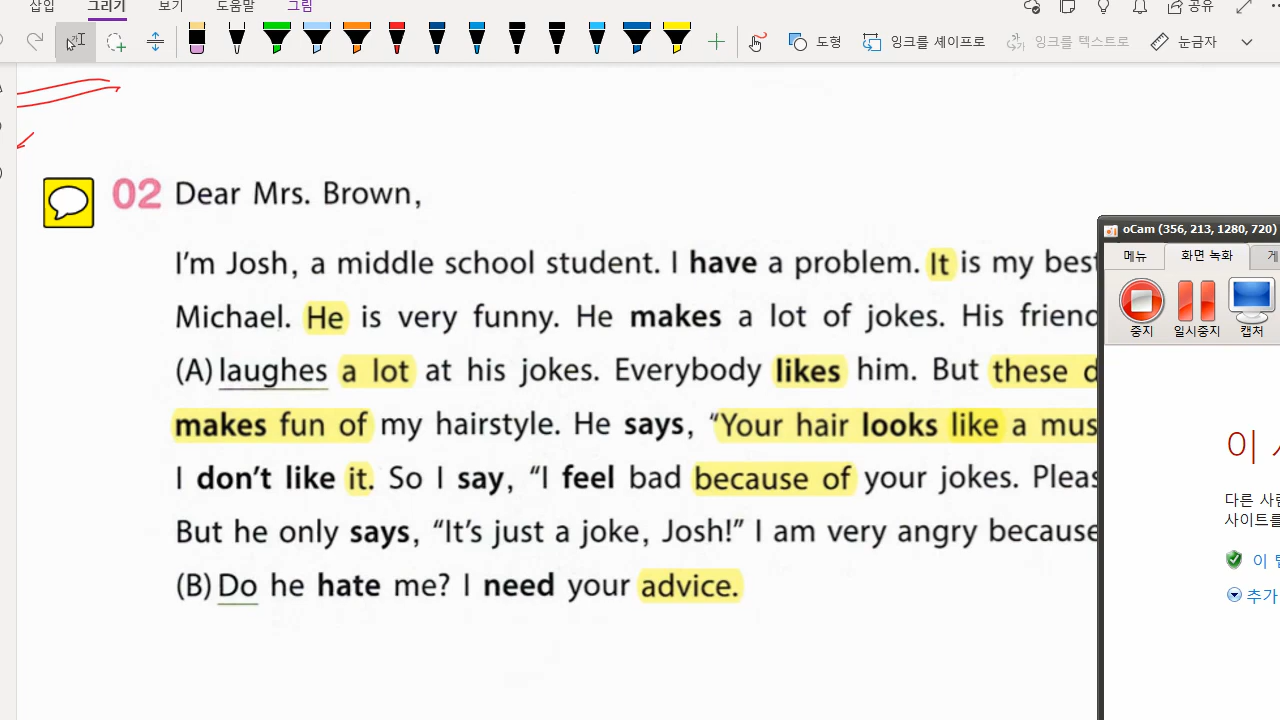 삽입 그리기 보기 도움말 그림 공유
도형 잉크를 셰이프로 잉크를 텍스트로 눈금자
02 Dear Mrs. Brown,
I'm Josh, a middle school student. I have a problem. It is my best
Michael. He is very funny. He makes a lot of jokes. His friend
(A) laughes a lot at his jokes. Everybody likes him. But these d
makes fun of my hairstyle. He says, “Your hair looks like a mus
I don't like it. So I say, “I feel bad because of your jokes. Pleas
But he only says, “It's just a joke, Josh!” I am very angry because
(B) Do he hate me? I need your advice.
oCam (356, 213, 1280, 720)
메뉴 화면 녹화 게
중지 일시중지 캡처
이
다른 사람
사이트를
이
추가